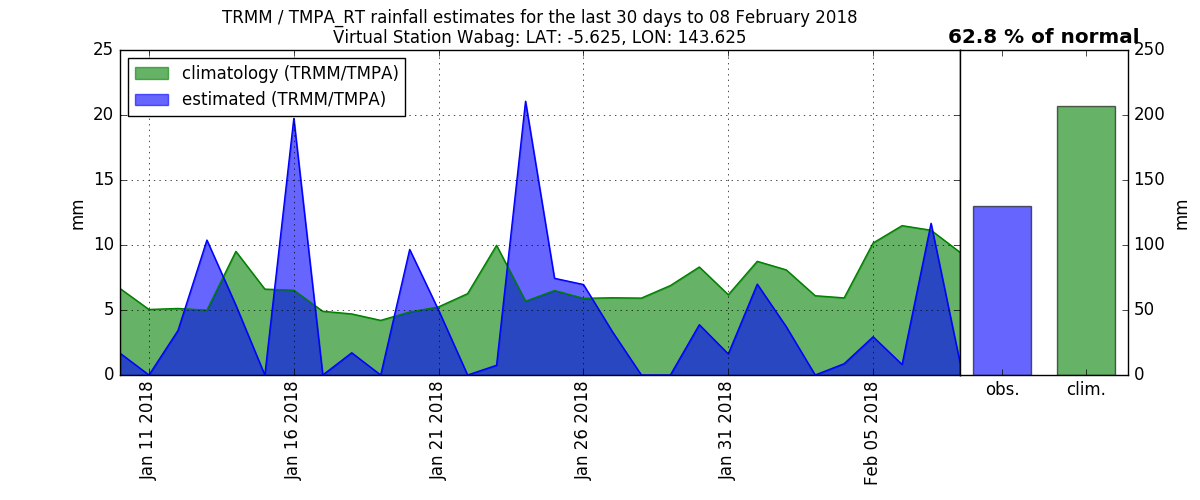 TRMM / TMPA_RT rainfall estimates for the last 30 days to 08 February 2018
Virtual Station Wabag: LAT: -5.625, LON: 143.625
62.8 % of normal
climatology (TRMM/TMPA)
estimated (TRMM/TMPA)
25
20
15
10
5
0
mm
Jan 11 2018
Jan 16 2018
Jan 21 2018
Jan 26 2018
Jan 31 2018
Feb 05 2018
250
200
150
100
50
0
mm
obs.
clim.